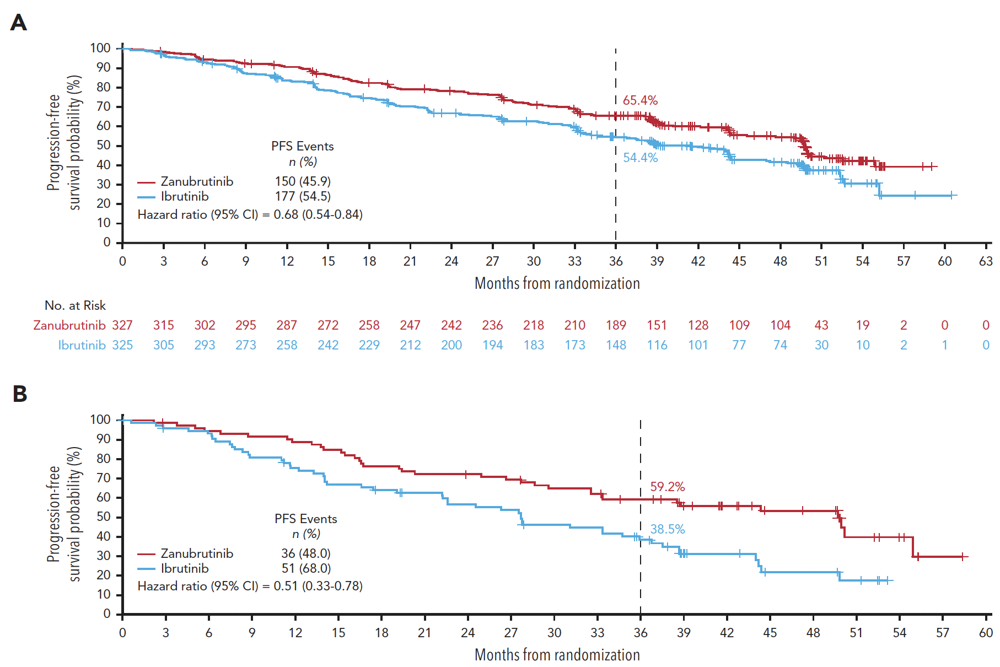 A
Progression-free
survival probability (%)
100
90
80
70
60
50
40
30
20
10
0
65.4%
54.4%
PFS Events
n (%)
Zanubrutinib 150 (45.9)
Ibrutinib 177 (54.5)
Hazard ratio (95% CI) = 0.68 (0.54-0.84)
0 3 6 9 12 15 18 21 24 27 30 33 36 39 42 45 48 51 54 57 60 63
Months from randomization
No. at Risk
Zanubrutinib 327 315 302 295 287 272 258 247 242 236 218 210 189 151 128 109 104 43 19 2 0 0
Ibrutinib 325 305 293 273 258 242 229 212 200 194 183 173 148 116 101 77 74 30 10 2 1 0
B
Progression-free
survival probability (%)
100
90
80
70
60
50
40
30
20
10
0
59.2%
38.5%
PFS Events
n (%)
Zanubrutinib 36 (48.0)
Ibrutinib 51 (68.0)
Hazard ratio (95% CI) = 0.51 (0.33-0.78)
0 3 6 9 12 15 18 21 24 27 30 33 36 39 42 45 48 51 54 57 60
Months from randomization